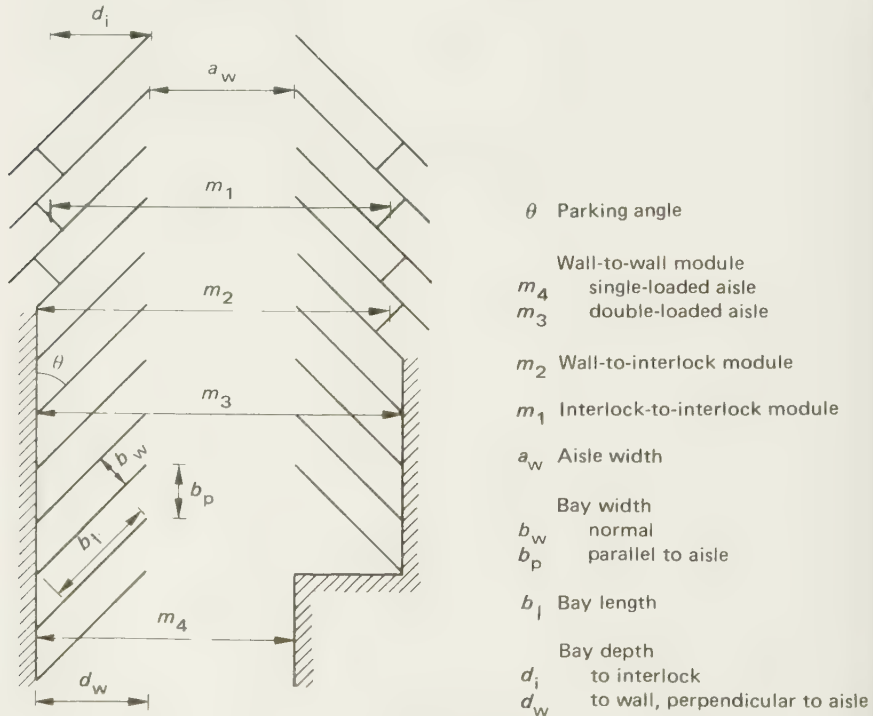 d_i
a_w
m_1
m_2
θ
m_3
b_w
b_p
b_l
m_4
d_w
θ Parking angle
Wall-to-wall module
m_4 single-loaded aisle
m_3 double-loaded aisle
m_2 Wall-to-interlock module
m_1 Interlock-to-interlock module
a_w Aisle width
Bay width
b_w normal
b_p parallel to aisle
b_l Bay length
Bay depth
d_i to interlock
d_w to wall, perpendicular to aisle